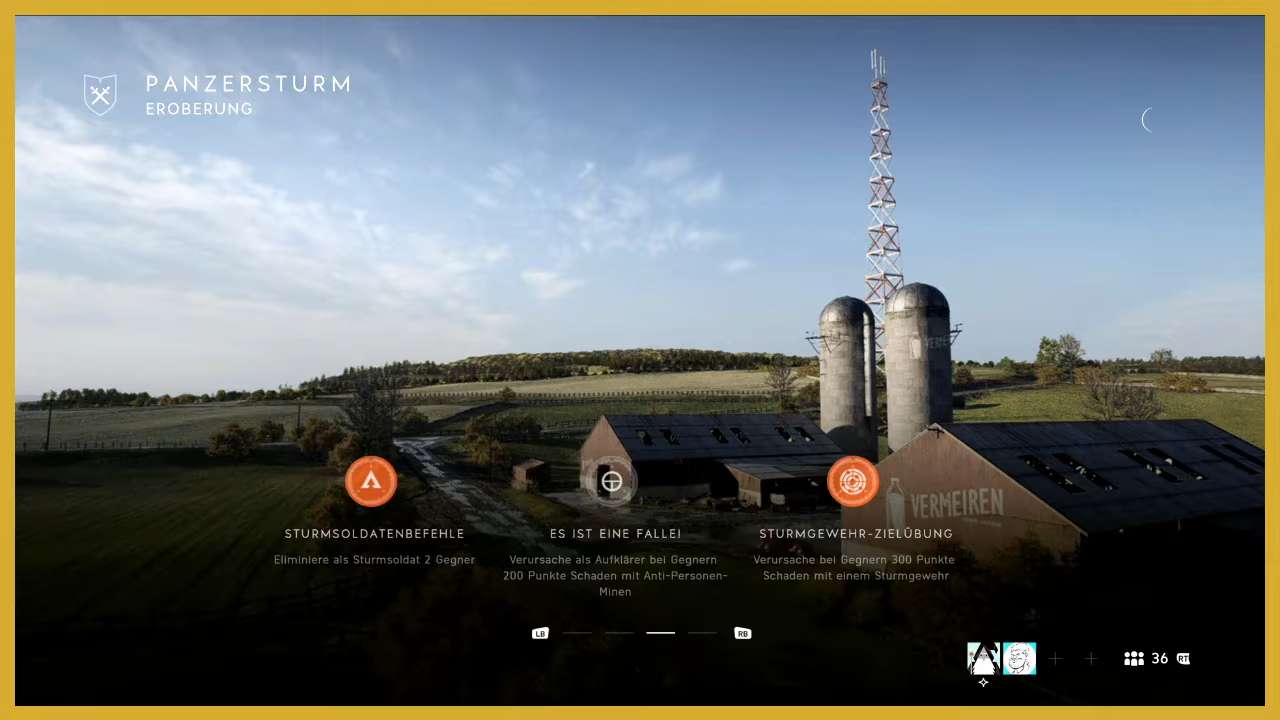 PANZERSTURM
EROBERUNG
VERMEIREN
STURMSOLDATENBEFEHLE
Eliminiere als Sturmsoldat 2 Gegner
ES IST EINE FALLE!
Verursache als Aufklärer bei Gegnern
200 Punkte Schaden mit Anti-Personen-
Minen
STURMGEWEHR-ZIELÜBUNG
Verursache bei Gegnern 300 Punkte
Schaden mit einem Sturmgewehr
LB
RB
36
RT